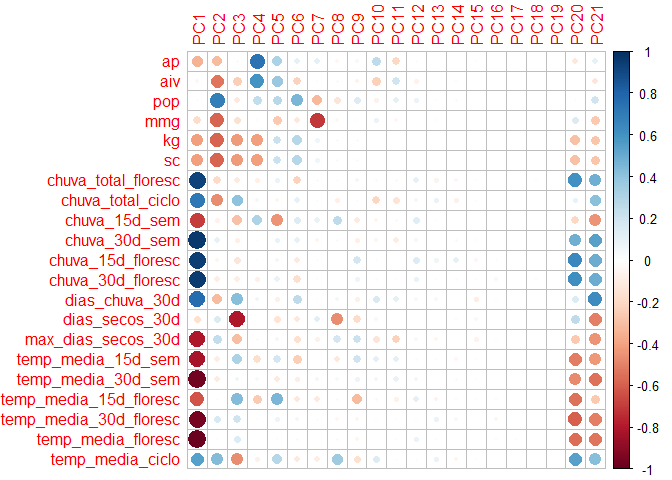 PC1 PC2 PC3 PC4 PC5 PC6 PC7 PC8 PC9 PC10 PC11 PC12 PC13 PC14 PC15 PC16 PC17 PC18 PC19 PC20 PC21
ap
aiv
pop
mmg
kg
sc
chuva_total_floresc
chuva_total_ciclo
chuva_15d_sem
chuva_30d_sem
chuva_15d_floresc
chuva_30d_floresc
dias_chuva_30d
dias_secos_30d
max_dias_secos_30d
temp_media_15d_sem
temp_media_30d_sem
temp_media_15d_floresc
temp_media_30d_floresc
temp_media_floresc
temp_media_ciclo
1
0.8
0.6
0.4
0.2
0
-0.2
-0.4
-0.6
-0.8
-1